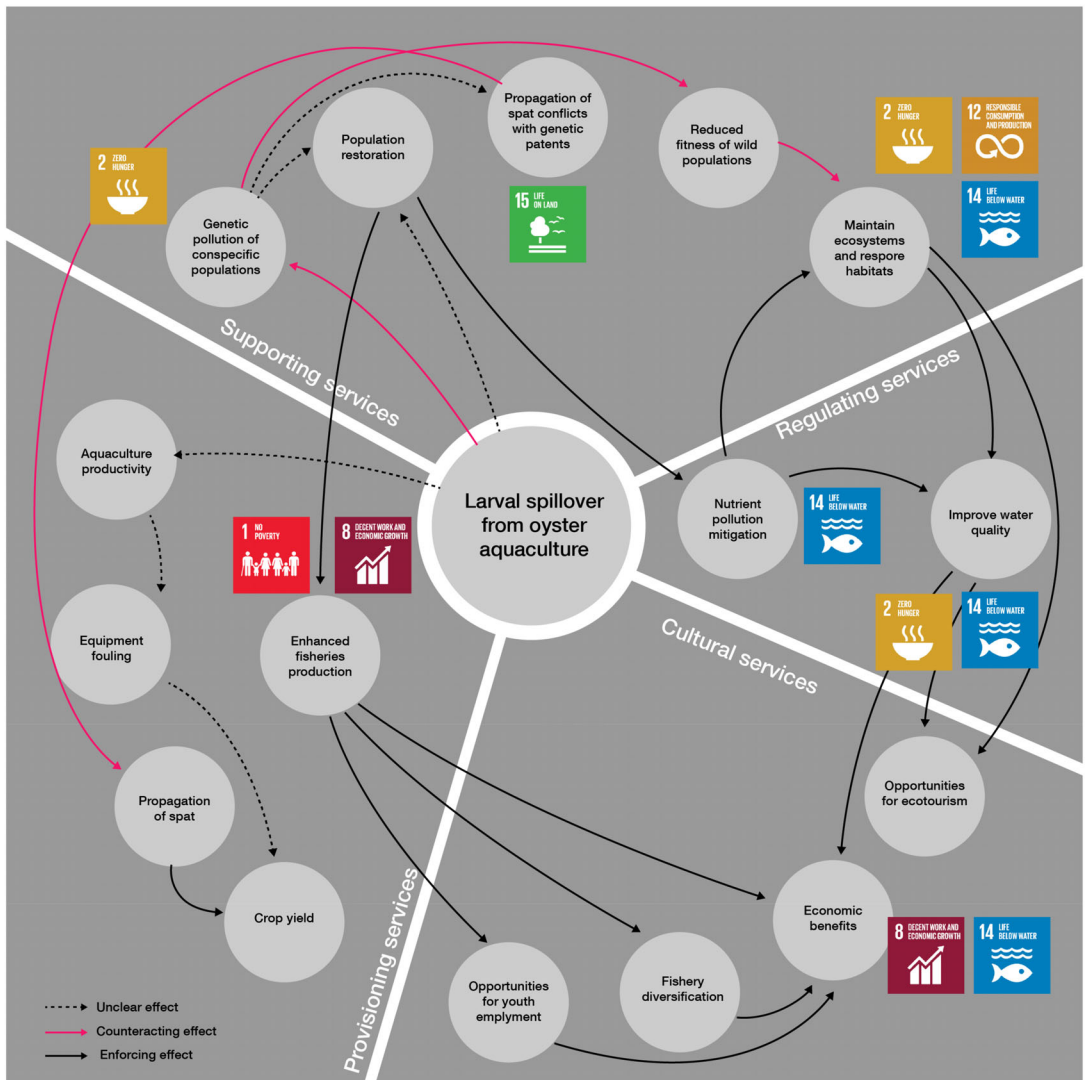 Propagation of
spat conflicts
with genetic
patents
Reduced
fitness of wild
populations
2 ZERO
HUNGER
12 RESPONSIBLE
CONSUMPTION
AND PRODUCTION
Population
restoration
2 ZERO
HUNGER
15 LIFE
ON LAND
14 LIFE
BELOW WATER
Genetic
pollution of
conspecific
populations
Maintain
ecosystems
and respore
habitats
Supporting services
Regulating services
Aquaculture
productivity
Larval spillover
from oyster
aquaculture
Nutrient
pollution
mitigation
14 LIFE
BELOW WATER
Improve water
quality
1 NO
POVERTY
8 DECENT WORK AND
ECONOMIC GROWTH
Equipment
fouling
Enhanced
fisheries
production
Cultural services
2 ZERO
HUNGER
14 LIFE
BELOW WATER
Opportunities
for ecotourism
Propagation
of spat
Crop yield
Provisioning services
Economic
benefits
8 DECENT WORK AND
ECONOMIC GROWTH
14 LIFE
BELOW WATER
Opportunities
for youth
emplyment
Fishery
diversification
Unclear effect
Counteracting effect
Enforcing effect